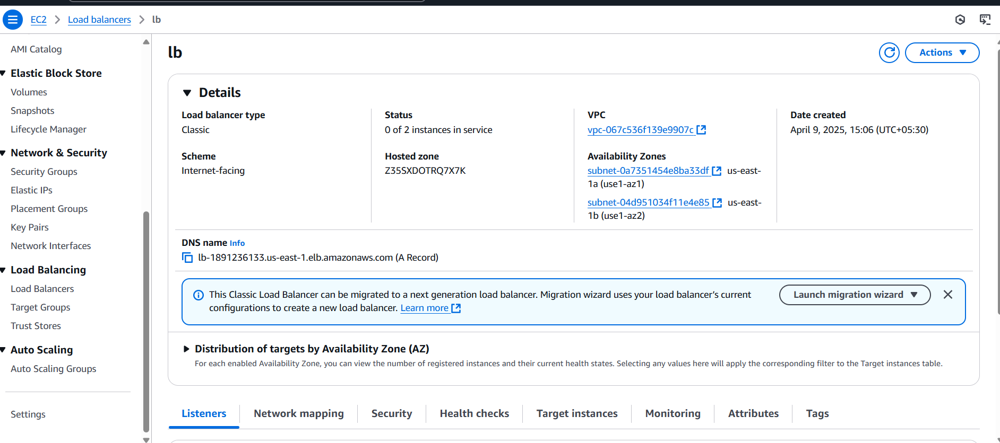 EC2 > Load balancers > lb
AMI Catalog
Elastic Block Store
Volumes
Snapshots
Lifecycle Manager
Network & Security
Security Groups
Elastic IPs
Placement Groups
Key Pairs
Network Interfaces
Load Balancing
Load Balancers
Target Groups
Trust Stores
Auto Scaling
Auto Scaling Groups
Settings
lb
Actions
Details
Load balancer type
Classic
Scheme
Internet-facing
Status
0 of 2 instances in service
Hosted zone
Z35SXDOTRQ7X7K
VPC
vpc-067c536f139e9907c
Availability Zones
subnet-0a7351454e8ba33df us-east-
1a (use1-az1)
subnet-04d951034f11e4e85 us-east-
1b (use1-az2)
Date created
April 9, 2025, 15:06 (UTC+05:30)
DNS name Info
lb-1891236133.us-east-1.elb.amazonaws.com (A Record)
This Classic Load Balancer can be migrated to a next generation load balancer. Migration wizard uses your load balancer's current
configurations to create a new load balancer. Learn more
Launch migration wizard
Distribution of targets by Availability Zone (AZ)
For each enabled Availability Zone, you can view the number of registered instances and their current health states. Selecting any values here will apply the corresponding filter to the Target instances table.
Listeners
Network mapping
Security
Health checks
Target instances
Monitoring
Attributes
Tags